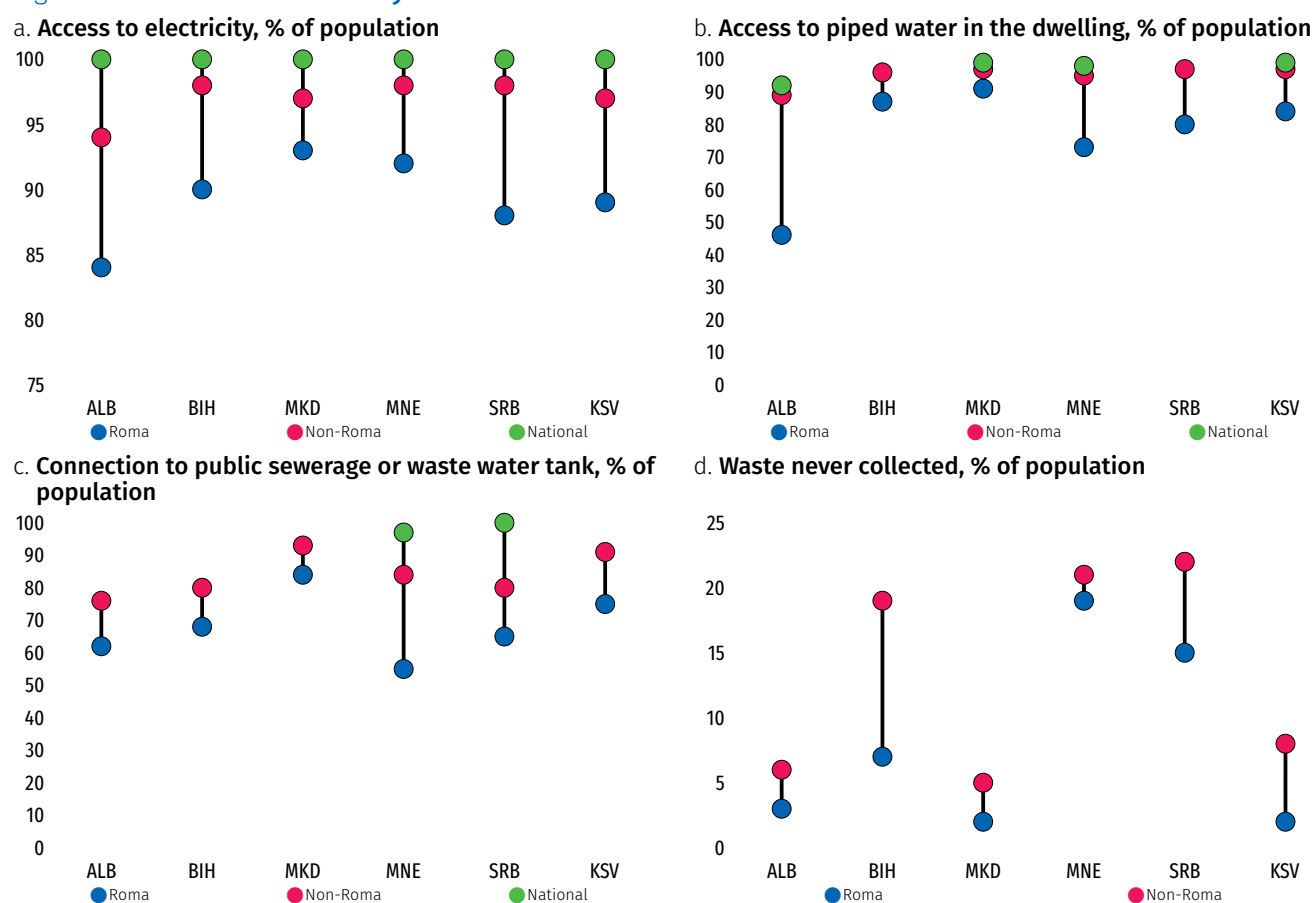 a. Access to electricity, % of population
100
95
90
85
80
75
ALB BIH MKD MNE SRB KSV
Roma Non-Roma National
b. Access to piped water in the dwelling, % of population
100
90
80
70
60
50
40
30
20
10
0
ALB BIH MKD MNE SRB KSV
Roma Non-Roma National
c. Connection to public sewerage or waste water tank, % of
population
100
90
80
70
60
50
40
30
20
10
0
ALB BIH MKD MNE SRB KSV
Roma Non-Roma National
d. Waste never collected, % of population
25
20
15
10
5
0
ALB BIH MKD MNE SRB KSV
Roma Non-Roma